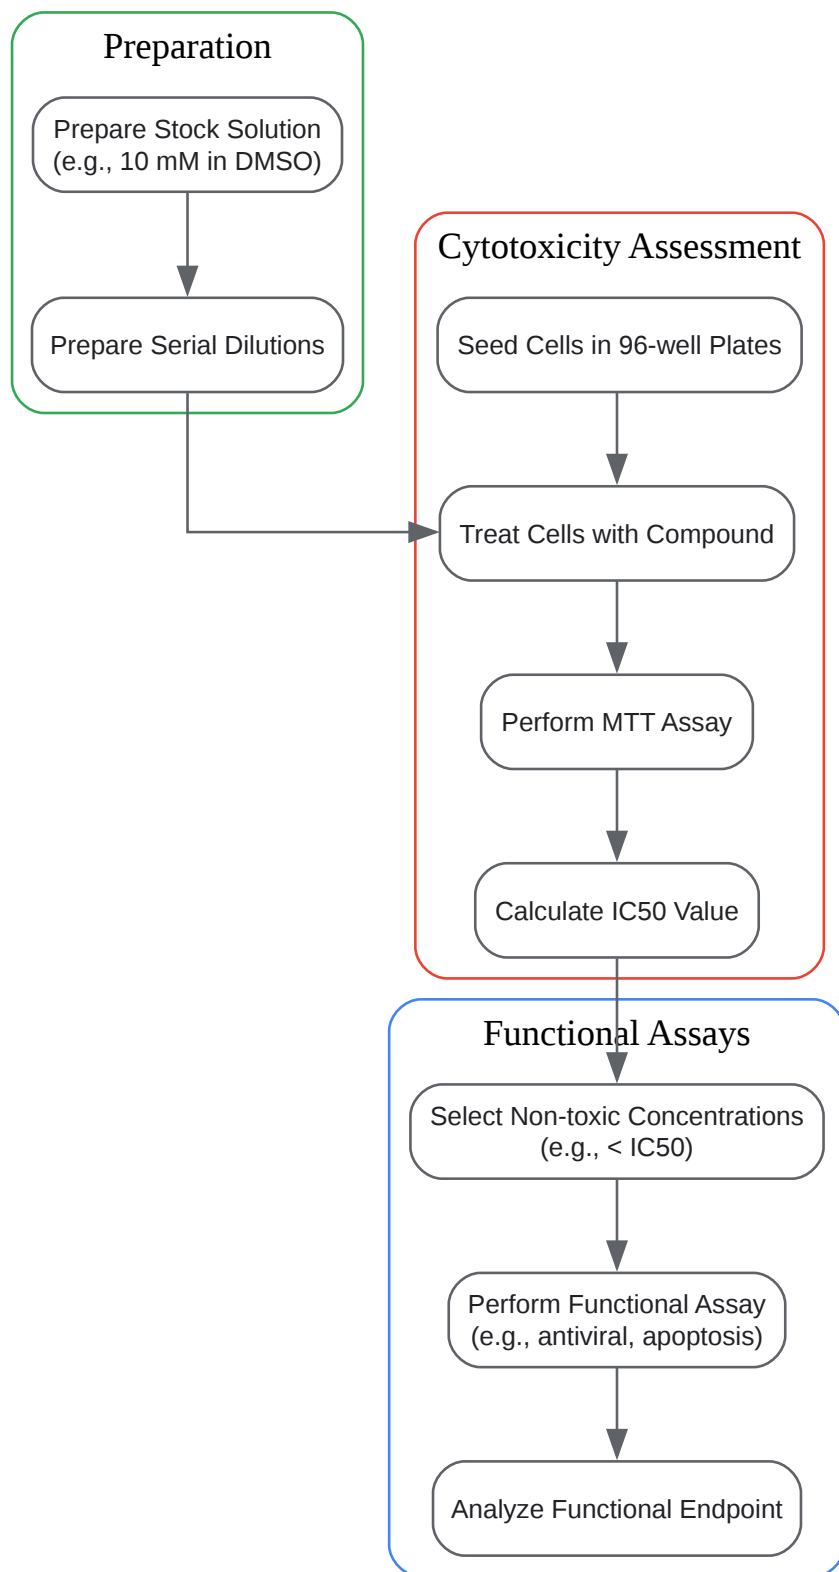 Preparation
Prepare Stock Solution
(e.g., 10 mM in DMSO)
Prepare Serial Dilutions
Cytotoxicity Assessment
Seed Cells in 96-well Plates
Treat Cells with Compound
Perform MTT Assay
Calculate IC50 Value
Functional Assays
Select Non-toxic Concentrations
(e.g., < IC50)
Perform Functional Assay
(e.g., antiviral, apoptosis)
Analyze Functional Endpoint